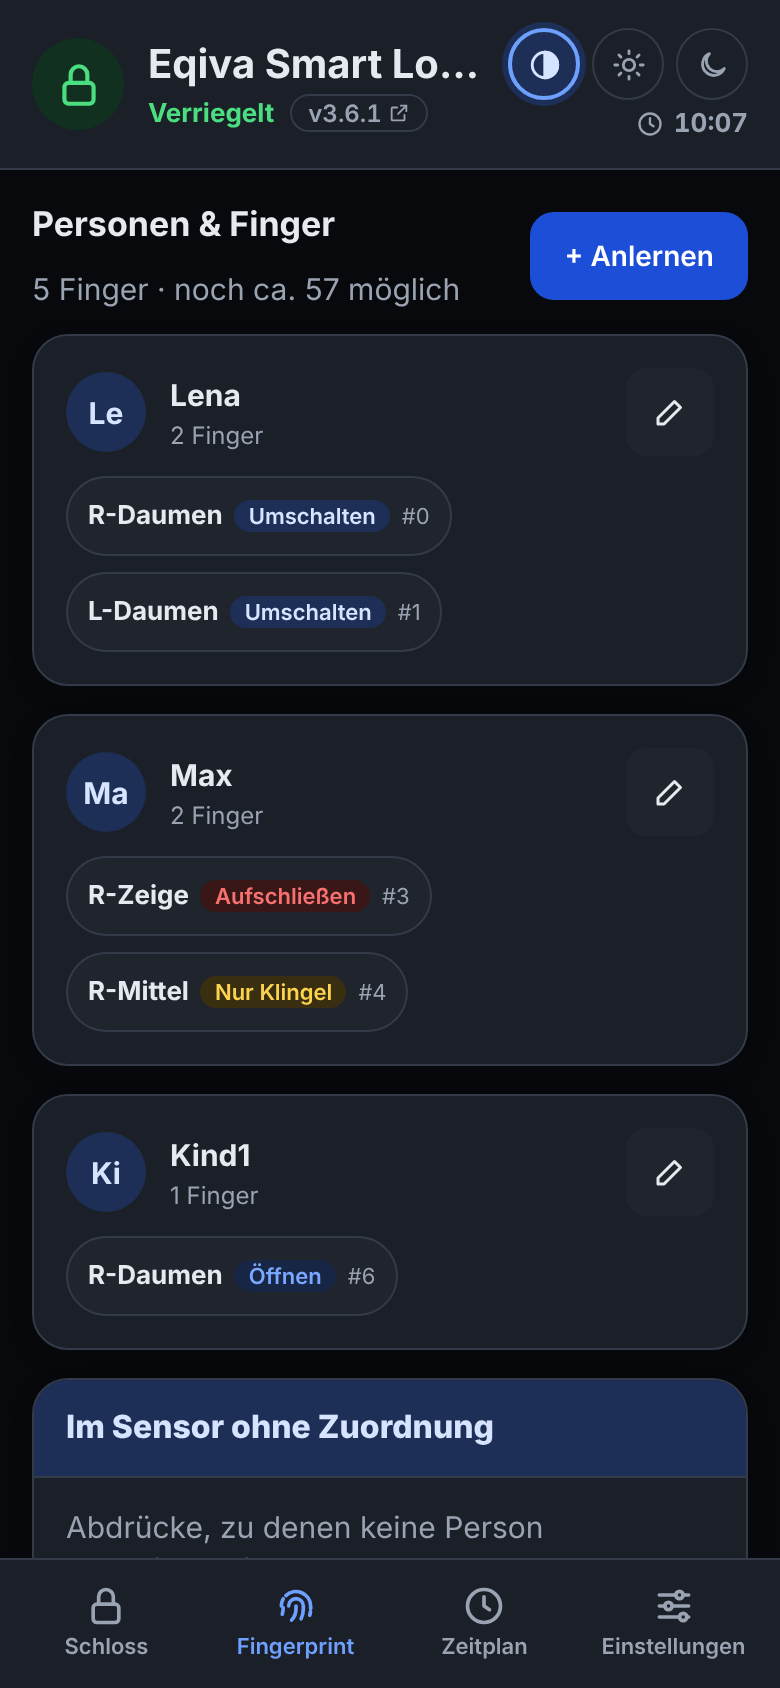 Eqiva Smart Lo...
Verriegelt v3.6.1
10:07
Personen & Finger
+ Anlernen
5 Finger · noch ca. 57 möglich
Le
Lena
2 Finger
R-Daumen Umschalten #0
L-Daumen Umschalten #1
Ma
Max
2 Finger
R-Zeige Aufschließen #3
R-Mittel Nur Klingel #4
Ki
Kind1
1 Finger
R-Daumen Öffnen #6
Im Sensor ohne Zuordnung
Abdrücke, zu denen keine Person
Schloss Fingerprint Zeitplan Einstellungen